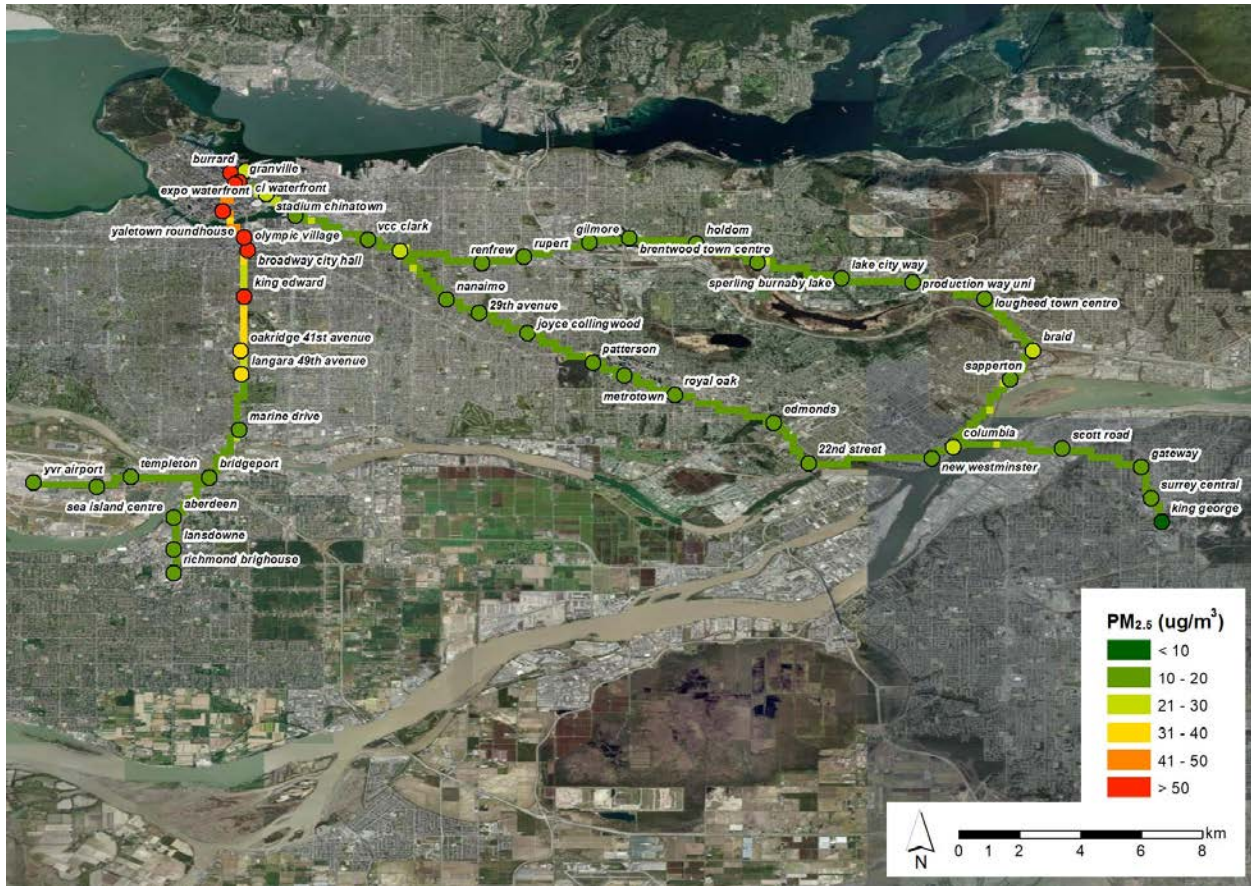 burrard
granville
expo waterfront
cl waterfront
stadium chinatown
yaletown roundhouse
olympic village
vcc clark
broadway city hall
renfrew
rupert
gilmore
holdom
brentwood town centre
lake city way
king edward
nanaimo
sperling burnaby lake
production way uni
29th avenue
lougheed town centre
joyce collingwood
oakridge 41st avenue
braid
langara 49th avenue
patterson
sapperton
royal oak
metrotown
marine drive
edmonds
columbia
22nd street
scott road
new westminster
yvr airport
templeton
bridgeport
gateway
sea island centre
aberdeen
surrey central
king george
lansdowne
richmond brighouse
PM2.5 (ug/m3)
< 10
10 - 20
21 - 30
31 - 40
41 - 50
> 50
N
km
0 1 2 4 6 8